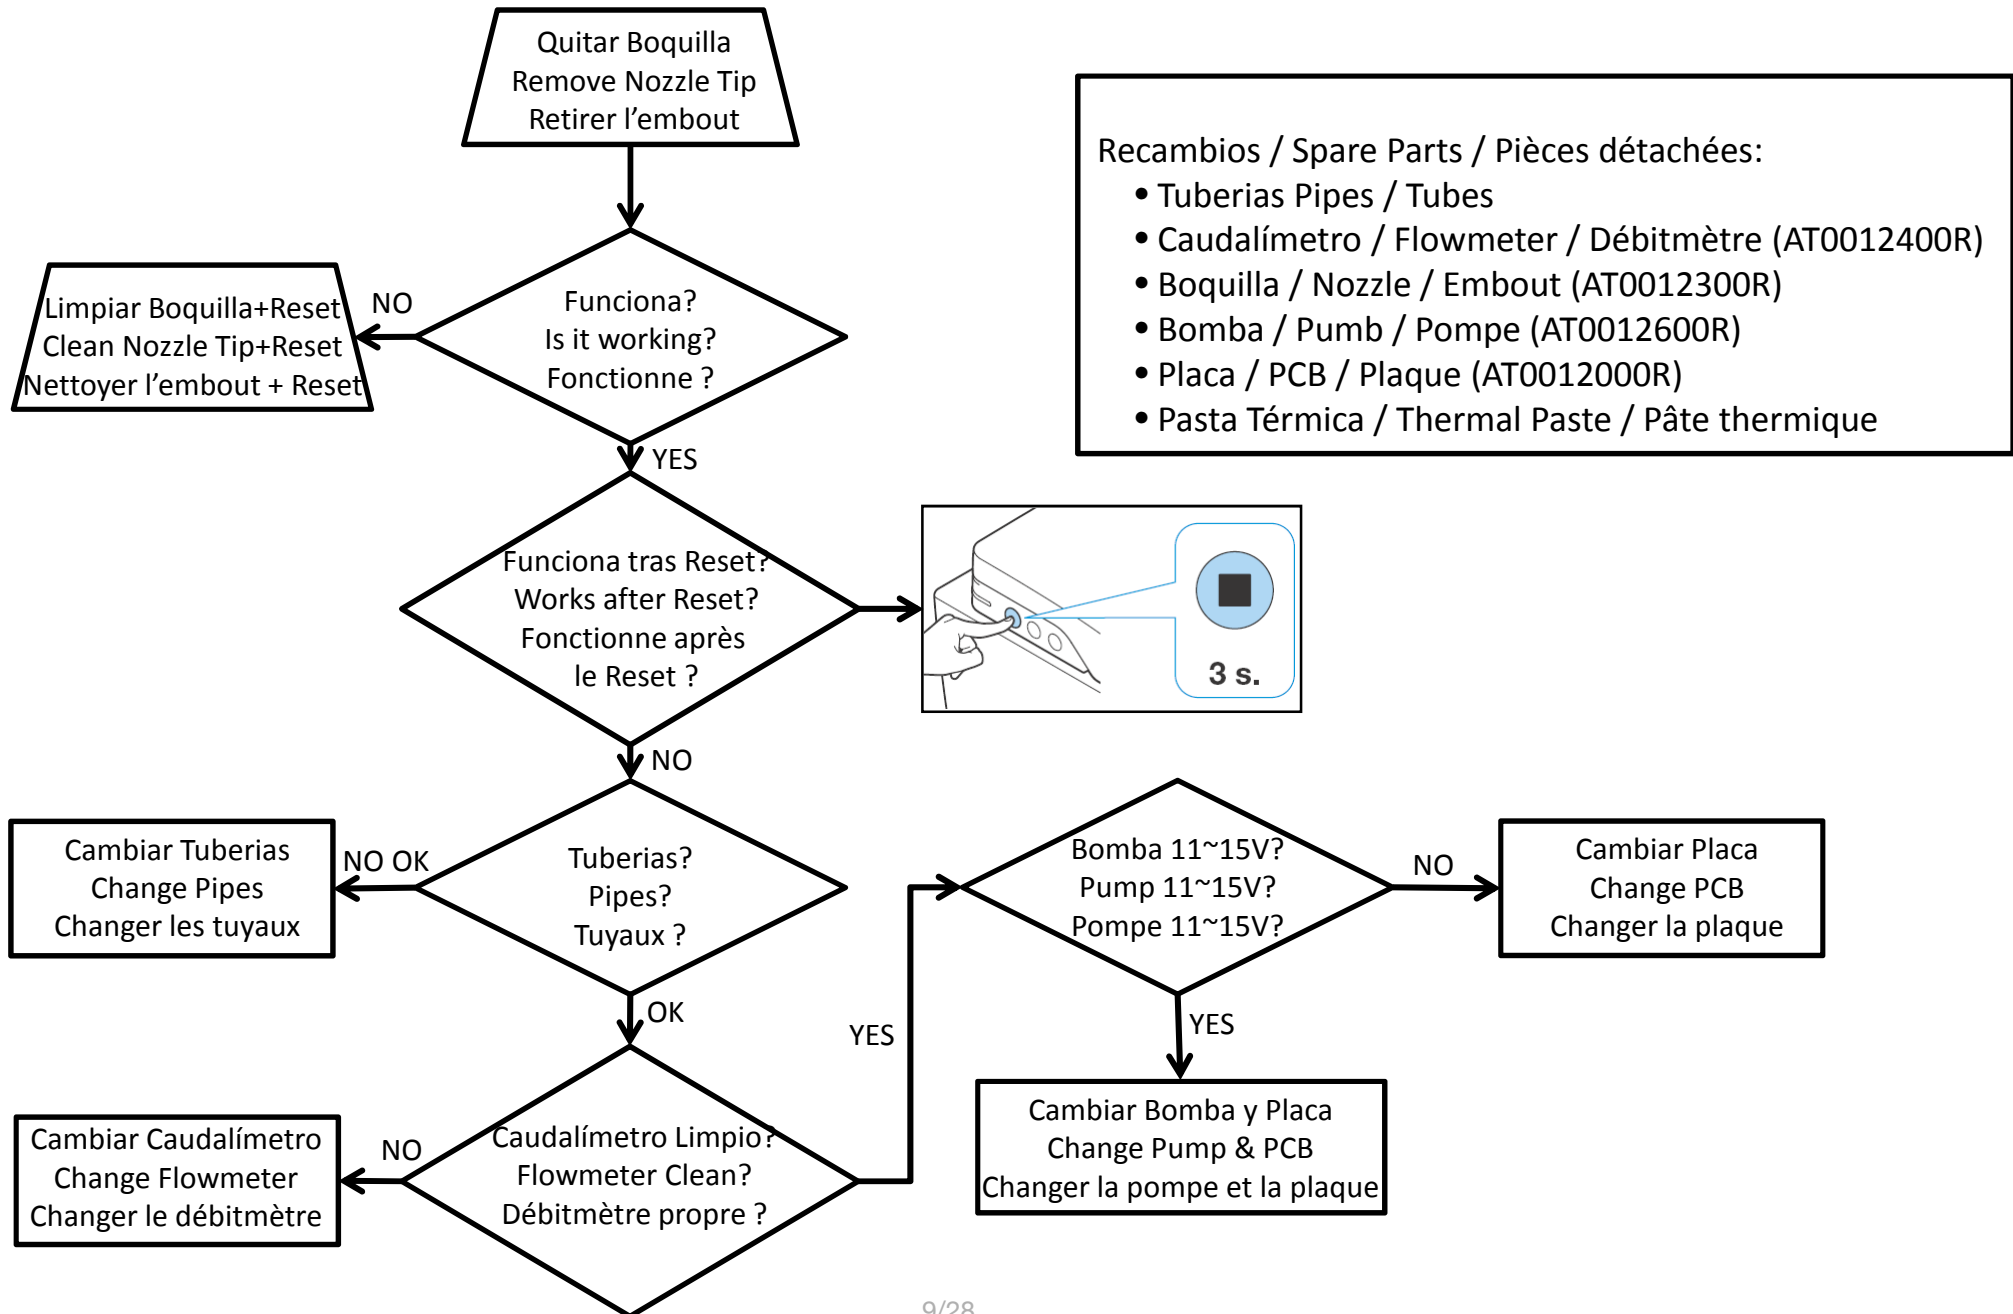 Quitar Boquilla
Remove Nozzle Tip
Retirer l’embout
Recambios / Spare Parts / Pièces détachées:
• Tuberias Pipes / Tubes
• Caudalímetro / Flowmeter / Débitmètre (AT0012400R)
• Boquilla / Nozzle / Embout (AT0012300R)
• Bomba / Pumb / Pompe (AT0012600R)
• Placa / PCB / Plaque (AT0012000R)
• Pasta Térmica / Thermal Paste / Pâte thermique
Funciona?
Is it working?
Fonctionne ?
NO
Limpiar Boquilla+Reset
Clean Nozzle Tip+Reset
Nettoyer l’embout + Reset
YES
Funciona tras Reset?
Works after Reset?
Fonctionne après
le Reset ?
3 s.
NO
Tuberias?
Pipes?
Tuyaux ?
NO OK
Cambiar Tuberias
Change Pipes
Changer les tuyaux
OK
Caudalímetro Limpio?
Flowmeter Clean?
Débitmètre propre ?
NO
Cambiar Caudalímetro
Change Flowmeter
Changer le débitmètre
YES
Bomba 11~15V?
Pump 11~15V?
Pompe 11~15V?
NO
Cambiar Placa
Change PCB
Changer la plaque
YES
Cambiar Bomba y Placa
Change Pump & PCB
Changer la pompe et la plaque
9/28